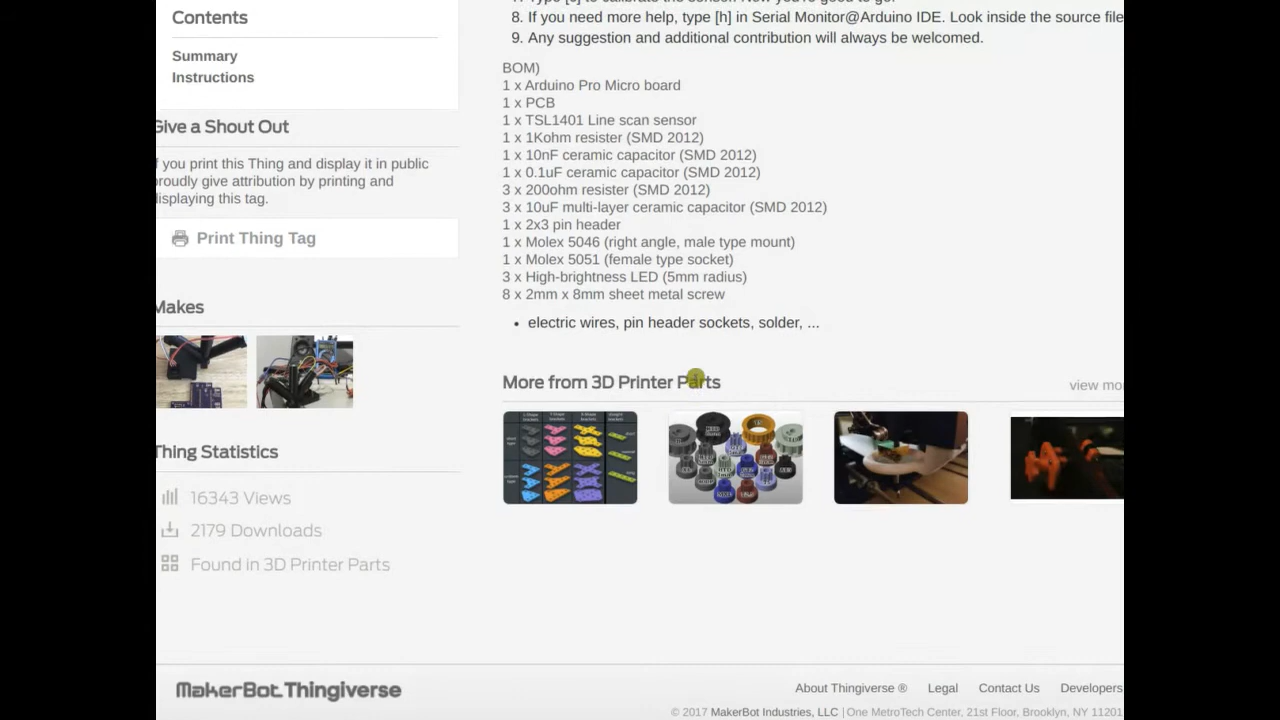 Contents
Summary
Instructions
Give a Shout Out
If you print this Thing and display it in public
proudly give attribution by printing and
displaying this tag.
Print Thing Tag
Makes
Thing Statistics
16343 Views
2179 Downloads
Found in 3D Printer Parts
8. If you need more help, type [h] in Serial Monitor@Arduino IDE. Look inside the source file
9. Any suggestion and additional contribution will always be welcomed.
BOM)
1 x Arduino Pro Micro board
1 x PCB
1 x TSL1401 Line scan sensor
1 x 1Kohm resister (SMD 2012)
1 x 10nF ceramic capacitor (SMD 2012)
1 x 0.1uF ceramic capacitor (SMD 2012)
3 x 200ohm resister (SMD 2012)
3 x 10uF multi-layer ceramic capacitor (SMD 2012)
1 x 2x3 pin header
1 x Molex 5046 (right angle, male type mount)
1 x Molex 5051 (female type socket)
3 x High-brightness LED (5mm radius)
8 x 2mm x 8mm sheet metal screw
• electric wires, pin header sockets, solder, ...
More from 3D Printer Parts
view mo
MakerBot Thingiverse
About Thingiverse ® Legal Contact Us Developers
© 2017 MakerBot Industries, LLC | One MetroTech Center, 21st Floor, Brooklyn, NY 11201